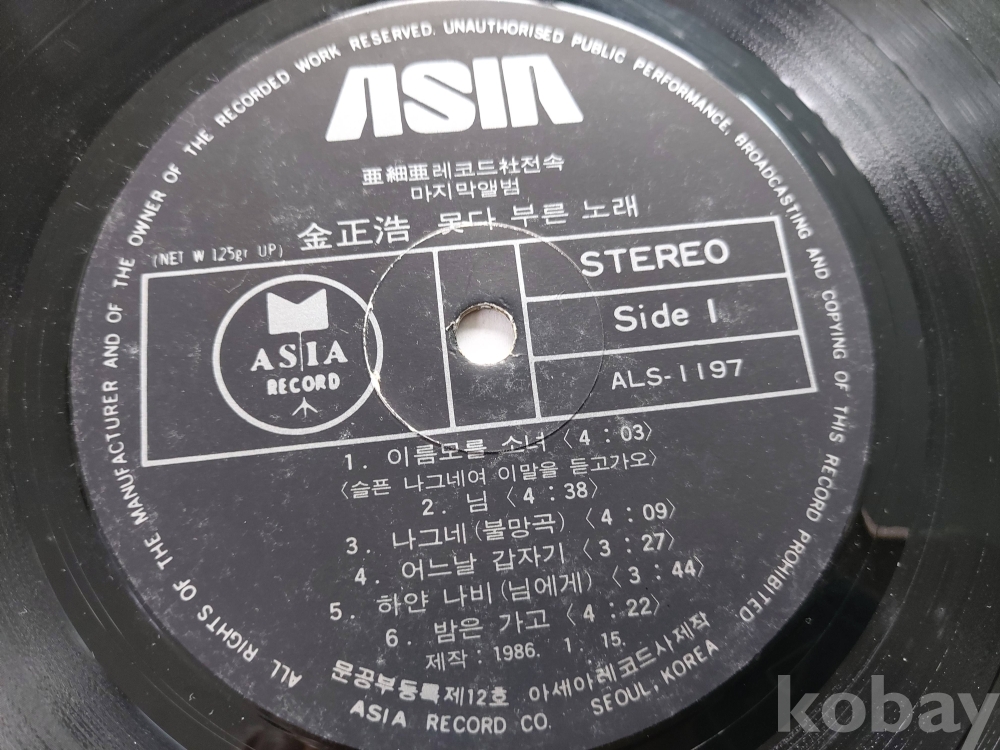 ALL RIGHTS OF THE MANUFACTURER AND OF THE OWNER OF THE RECORDED WORK RESERVED. UNAUTHORISED PUBLIC PERFORMANCE, BROADCASTING AND COPYING OF THIS RECORD PROHIBITED
ASIA
亜細亜레코드社전속
마지막앨범
金正浩 못다 부른 노래
(NET W 125gr UP)
ASIA
RECORD
STEREO
Side 1
ALS-1197
1. 이름모를 소녀 〈4 : 03〉
〈슬픈 나그네여 이말을 듣고가오〉
2. 님 〈4 : 38〉
3. 나그네(불망곡) 〈4 : 09〉
4. 어느날 갑자기 〈3 : 27〉
5. 하얀 나비(님에게) 〈3 : 44〉
6. 밤은 가고 〈4 : 22〉
제작 : 1986. 1. 15.
문공부등록제12호 아세아레코드사제작
ASIA RECORD CO. SEOUL, KOREA
kobay